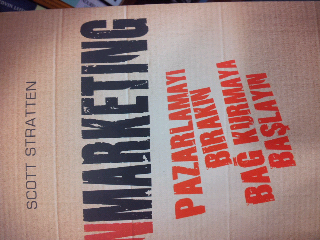 SCOTT STRATTEN
NMARKETING
PAZARLAMAYI
BIRAKIN
BAĞ KURMAYA
BAŞLAYIN